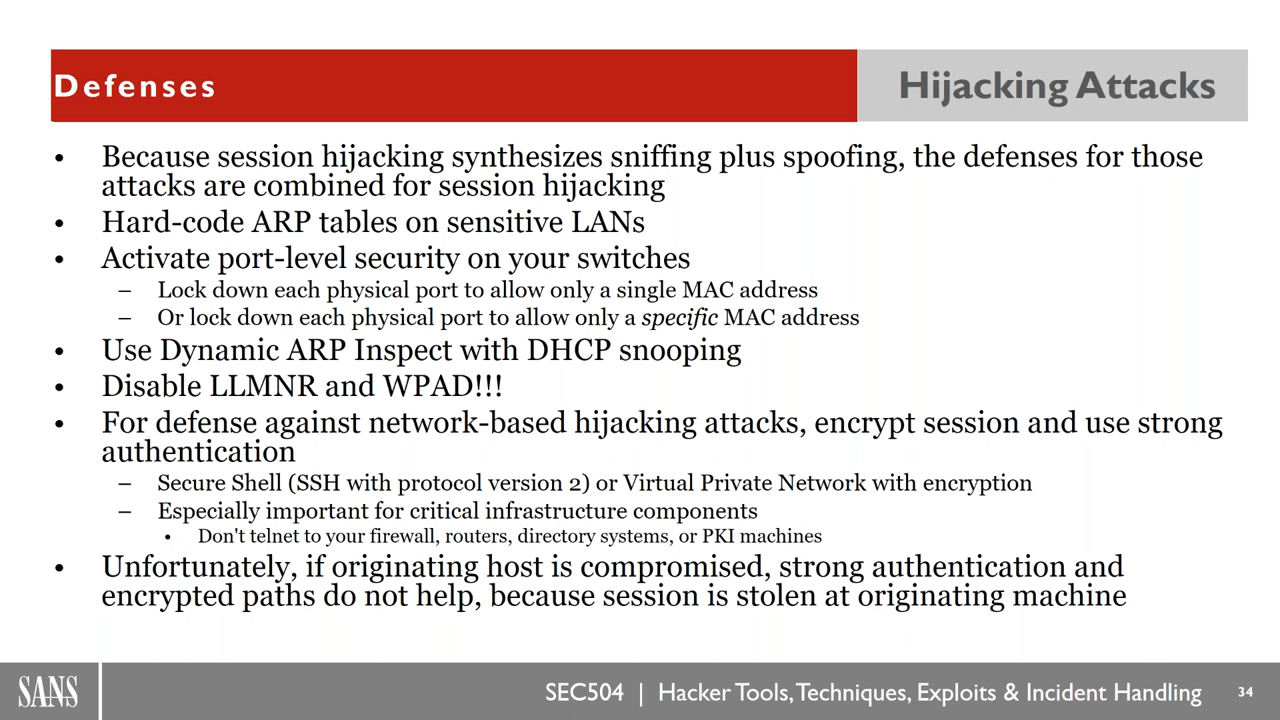 Defenses
Hijacking Attacks
• Because session hijacking synthesizes sniffing plus spoofing, the defenses for those
attacks are combined for session hijacking
• Hard-code ARP tables on sensitive LANs
• Activate port-level security on your switches
– Lock down each physical port to allow only a single MAC address
– Or lock down each physical port to allow only a specific MAC address
• Use Dynamic ARP Inspect with DHCP snooping
• Disable LLMNR and WPAD!!!
• For defense against network-based hijacking attacks, encrypt session and use strong
authentication
– Secure Shell (SSH with protocol version 2) or Virtual Private Network with encryption
– Especially important for critical infrastructure components
• Don't telnet to your firewall, routers, directory systems, or PKI machines
• Unfortunately, if originating host is compromised, strong authentication and
encrypted paths do not help, because session is stolen at originating machine
SANS
SEC504 | Hacker Tools, Techniques, Exploits & Incident Handling
34